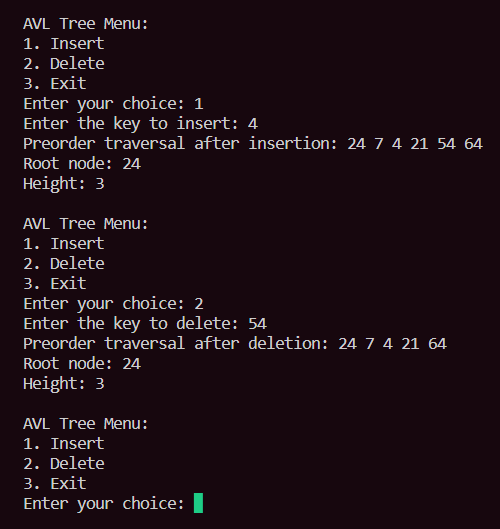 AVL Tree Menu:
1. Insert
2. Delete
3. Exit
Enter your choice: 1
Enter the key to insert: 4
Preorder traversal after insertion: 24 7 4 21 54 64
Root node: 24
Height: 3
AVL Tree Menu:
1. Insert
2. Delete
3. Exit
Enter your choice: 2
Enter the key to delete: 54
Preorder traversal after deletion: 24 7 4 21 64
Root node: 24
Height: 3
AVL Tree Menu:
1. Insert
2. Delete
3. Exit
Enter your choice: